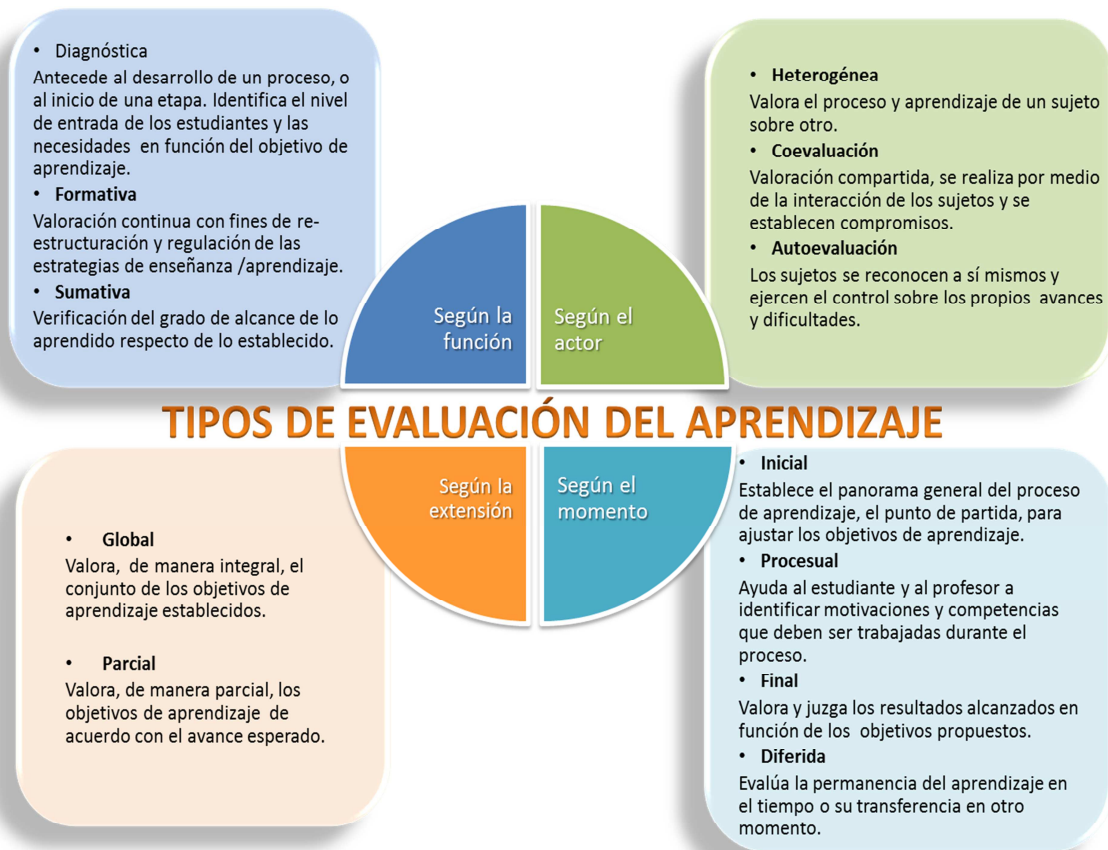 • Diagnóstica
Antecede al desarrollo de un proceso, o
al inicio de una etapa. Identifica el nivel
de entrada de los estudiantes y las
necesidades en función del objetivo de
aprendizaje.
• Formativa
Valoración continua con fines de re-
estructuración y regulación de las
estrategias de enseñanza /aprendizaje.
• Sumativa
Verificación del grado de alcance de lo
aprendido respecto de lo establecido.
• Heterogénea
Valora el proceso y aprendizaje de un sujeto
sobre otro.
• Coevaluación
Valoración compartida, se realiza por medio
de la interacción de los sujetos y se
establecen compromisos.
• Autoevaluación
Los sujetos se reconocen a sí mismos y
ejercen el control sobre los propios avances
y dificultades.
Según la
función
Según el
actor
TIPOS DE EVALUACIÓN DEL APRENDIZAJE
Según la
extensión
Según el
momento
• Global
Valora, de manera integral, el
conjunto de los objetivos de
aprendizaje establecidos.
• Parcial
Valora, de manera parcial, los
objetivos de aprendizaje de
acuerdo con el avance esperado.
• Inicial
Establece el panorama general del proceso
de aprendizaje, el punto de partida, para
ajustar los objetivos de aprendizaje.
• Procesual
Ayuda al estudiante y al profesor a
identificar motivaciones y competencias
que deben ser trabajadas durante el
proceso.
• Final
Valora y juzga los resultados alcanzados en
función de los objetivos propuestos.
• Diferida
Evalúa la permanencia del aprendizaje en
el tiempo o su transferencia en otro
momento.